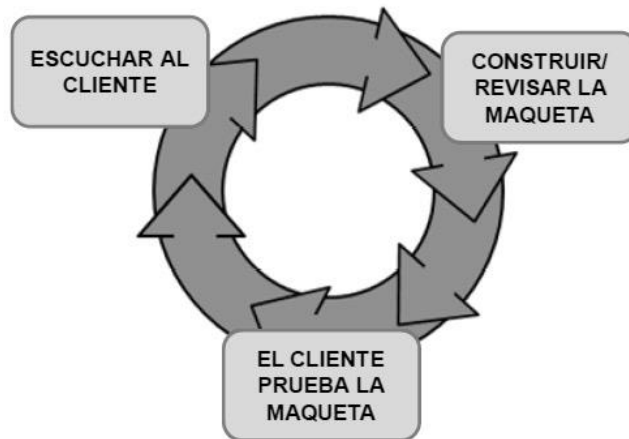 ESCUCHAR AL
CLIENTE
CONSTRUIR/
REVISAR LA
MAQUETA
EL CLIENTE
PRUEBA LA
MAQUETA